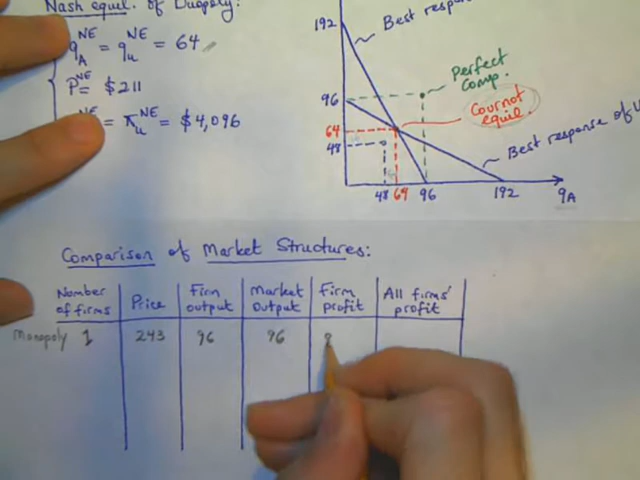 Nash equil. of Duopoly:
q_A^NE = q_u^NE = 64
P^NE = $211
NE = π_u^NE = $4,096
192
96
64
48
48 64 96 192 q_A
Best respon
Perfect Comp.
Cournot equil.
Best response of U
Comparison of Market Structures:
Number of firms | Price | Firm output | Market output | Firm profit | All firms' profit
Monopoly 1 | 243 | 96 | 96